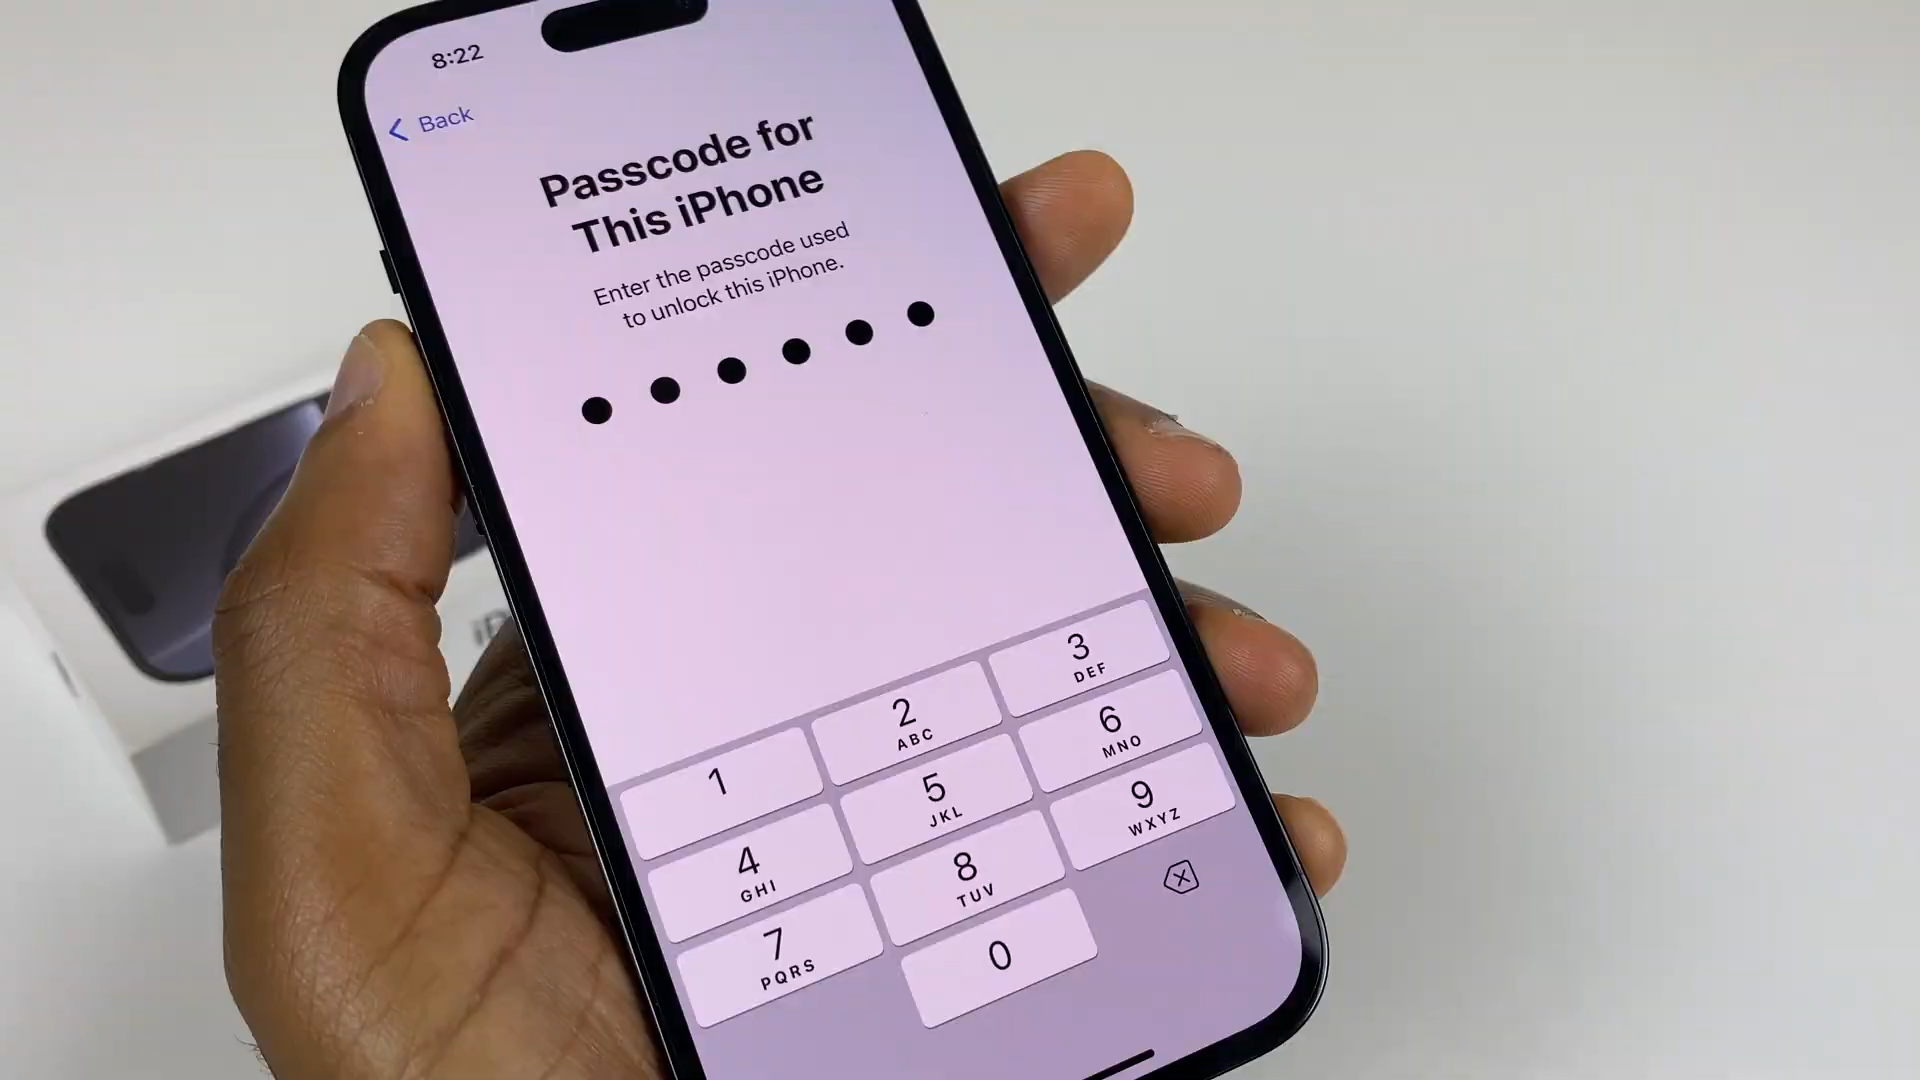 8:22
Back
Passcode for
This iPhone
Enter the passcode used
to unlock this iPhone.
1
2
ABC
3
DEF
4
GHI
5
JKL
6
MNO
7
PQRS
8
TUV
9
WXYZ
0